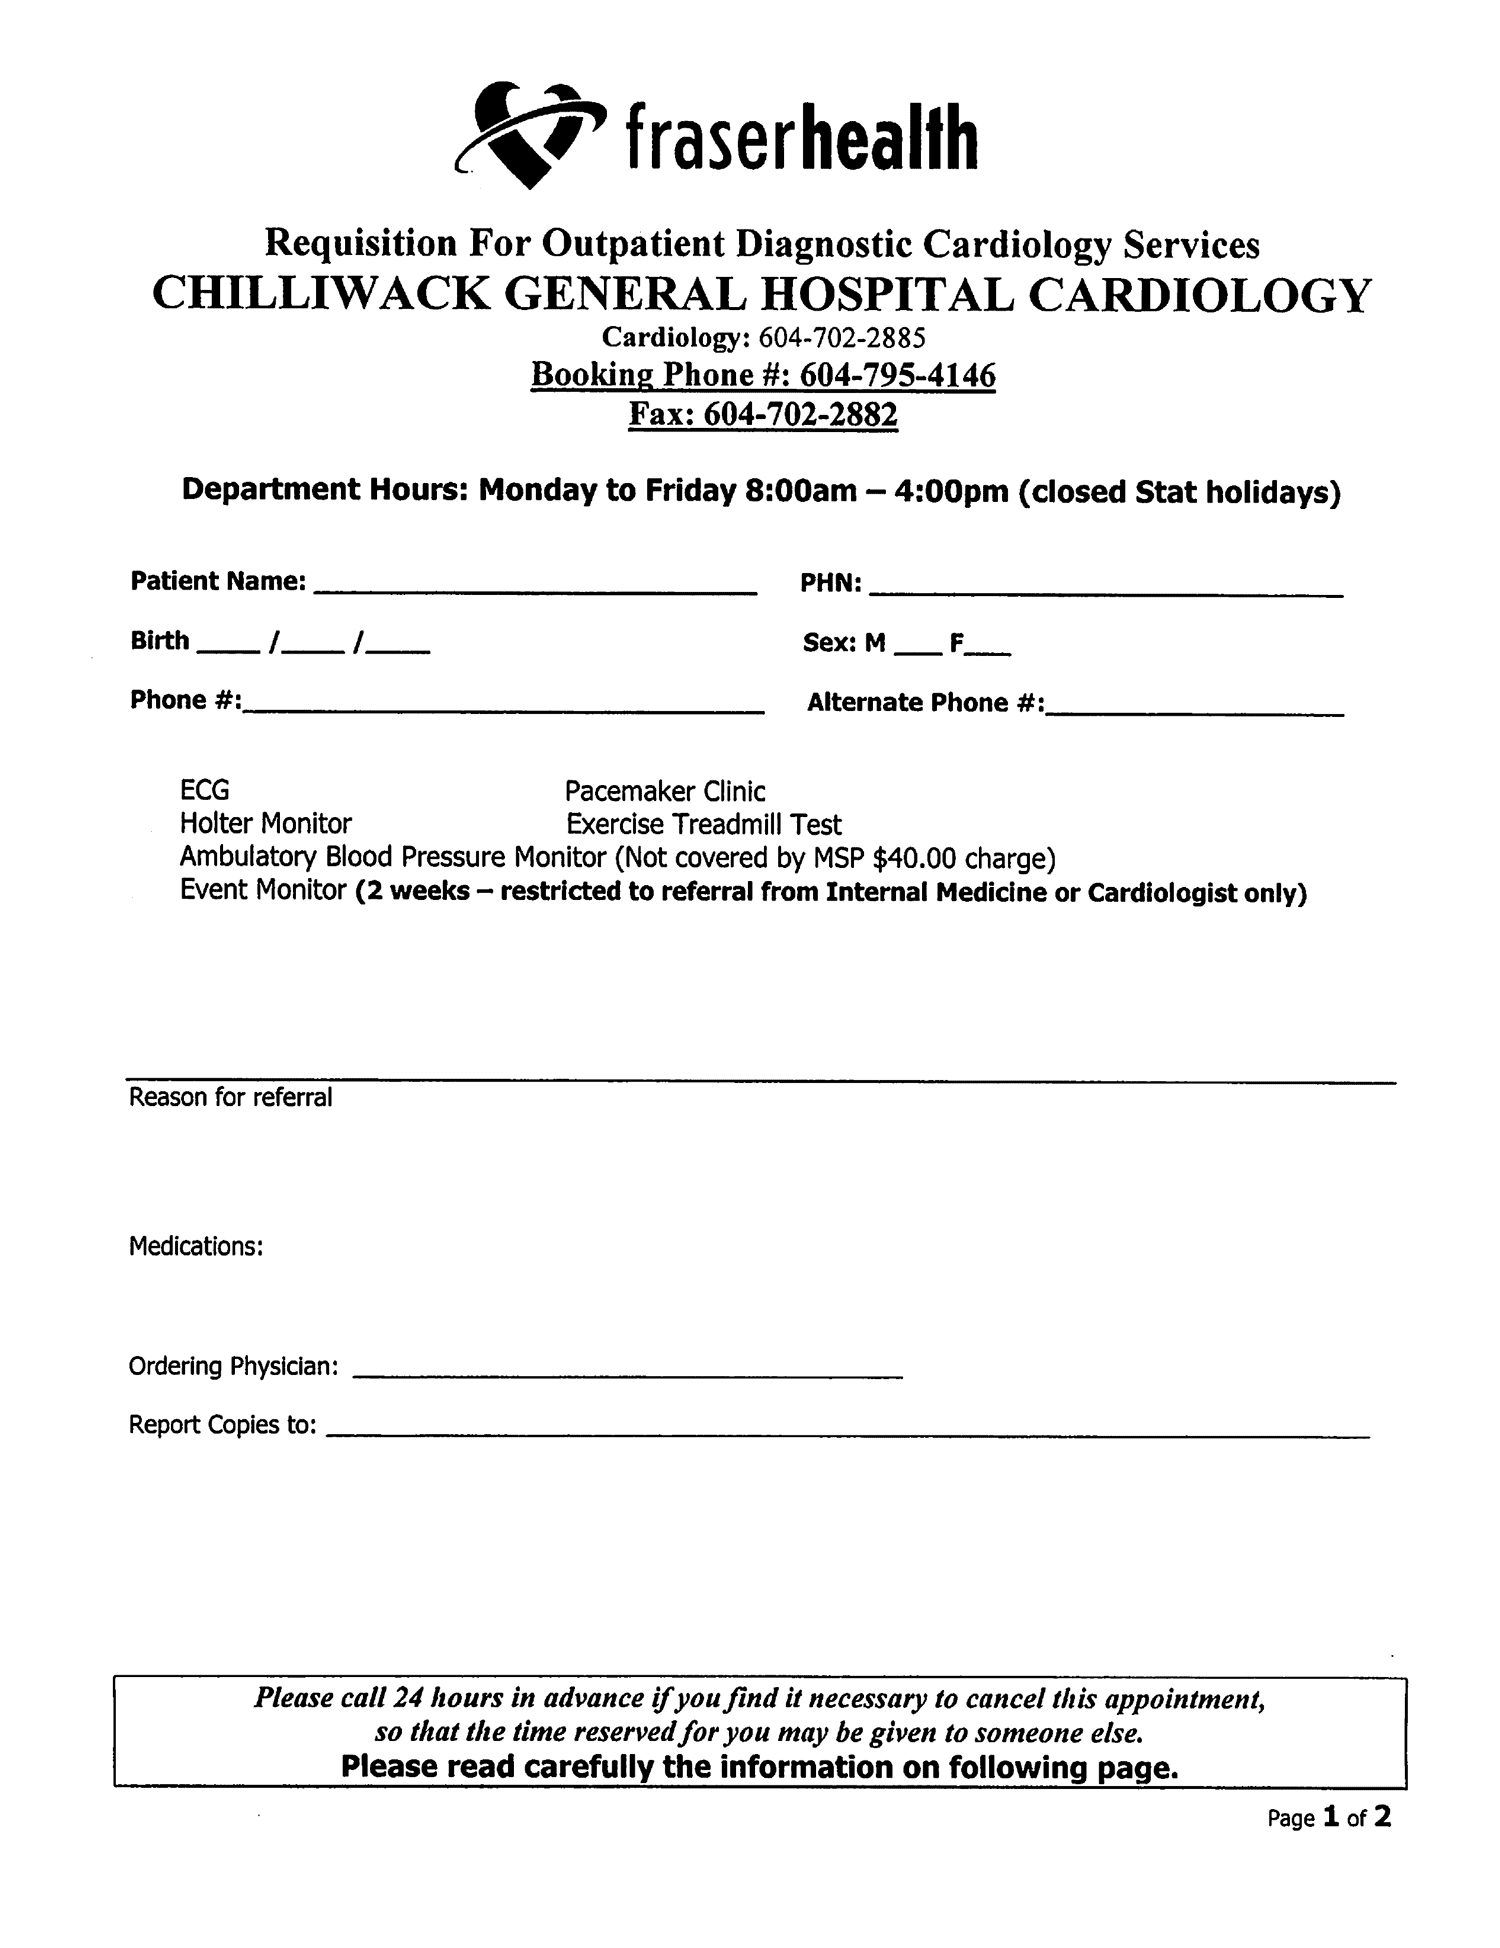 fraserhealth
Requisition For Outpatient Diagnostic Cardiology Services
CHILLIWACK GENERAL HOSPITAL CARDIOLOGY
Cardiology: 604-702-2885
Booking Phone #: 604-795-4146
Fax: 604-702-2882
Department Hours: Monday to Friday 8:00am – 4:00pm (closed Stat holidays)
Patient Name: ____________________ PHN: ____________________
Birth ____ /____ /____ Sex: M ___ F___
Phone #:____________________ Alternate Phone #:____________________
ECG Pacemaker Clinic
Holter Monitor Exercise Treadmill Test
Ambulatory Blood Pressure Monitor (Not covered by MSP $40.00 charge)
Event Monitor (2 weeks – restricted to referral from Internal Medicine or Cardiologist only)
Reason for referral
Medications:
Ordering Physician: ____________________
Report Copies to: ____________________
Please call 24 hours in advance if you find it necessary to cancel this appointment,
so that the time reserved for you may be given to someone else.
Please read carefully the information on following page.
Page 1 of 2